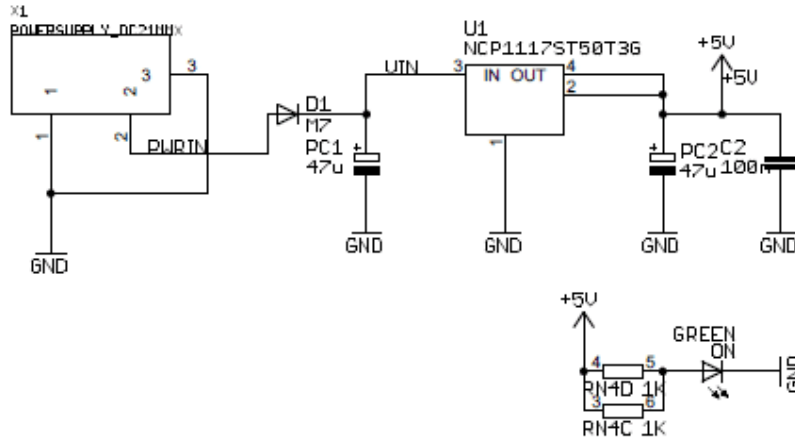 X1
POWERSUPPLY_DC21MMX
3
3
1
2
1
2
PWRIN
D1
M7
PC1
47u
GND
GND
VIN
U1
NCP1117ST50T3G
3
IN OUT
4
2
1
GND
+5V
+5V
PC2
47u
C2
100n
GND
GND
+5V
GREEN
ON
4
5
RN4D 1K
3
6
RN4C 1K
GND